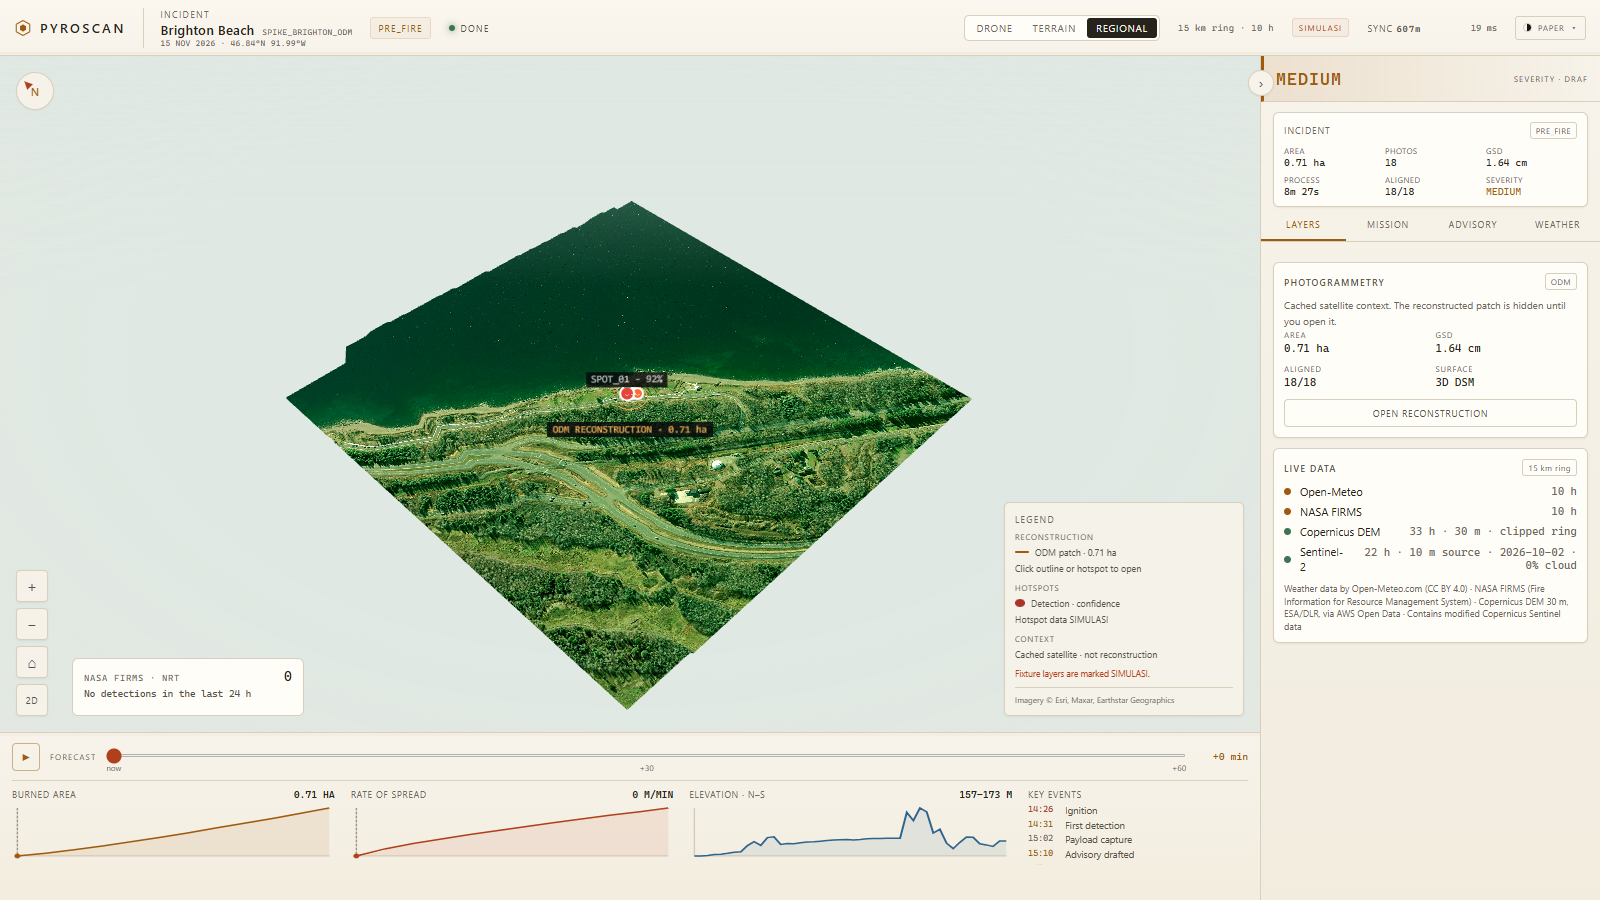 PYROSCAN
INCIDENT
Brighton Beach SPIKE_BRIGHTON_ODM
15 NOV 2026 · 46.84°N 91.99°W
PRE_FIRE
DONE
DRONE
TERRAIN
REGIONAL
15 km ring · 10 h
SIMULASI
SYNC 607m
19 ms
PAPER
N
SPOT_01 - 92%
ODM RECONSTRUCTION - 0.71 ha
+
−
2D
NASA FIRMS · NRT 0
No detections in the last 24 h
LEGEND
RECONSTRUCTION
ODM patch · 0.71 ha
Click outline or hotspot to open
HOTSPOTS
Detection · confidence
Hotspot data SIMULASI
CONTEXT
Cached satellite · not reconstruction
Fixture layers are marked SIMULASI.
Imagery © Esri, Maxar, Earthstar Geographics
MEDIUM
SEVERITY · DRAF
INCIDENT
PRE_FIRE
AREA PHOTOS GSD
0.71 ha 18 1.64 cm
PROCESS ALIGNED SEVERITY
8m 27s 18/18 MEDIUM
LAYERS MISSION ADVISORY WEATHER
PHOTOGRAMMETRY
ODM
Cached satellite context. The reconstructed patch is hidden until
you open it.
AREA GSD
0.71 ha 1.64 cm
ALIGNED SURFACE
18/18 3D DSM
OPEN RECONSTRUCTION
LIVE DATA
15 km ring
Open-Meteo 10 h
NASA FIRMS 10 h
Copernicus DEM 33 h · 30 m · clipped ring
Sentinel- 22 h · 10 m source · 2026-10-02 ·
2 0% cloud
Weather data by Open-Meteo.com (CC BY 4.0) · NASA FIRMS (Fire
Information for Resource Management System) · Copernicus DEM 30 m,
ESA/DLR, via AWS Open Data · Contains modified Copernicus Sentinel
data
FORECAST
now
+30
+60
+0 min
BURNED AREA 0.71 HA
RATE OF SPREAD 0 M/MIN
ELEVATION · N–S 157–173 M
KEY EVENTS
14:26 Ignition
14:31 First detection
15:02 Payload capture
15:10 Advisory drafted